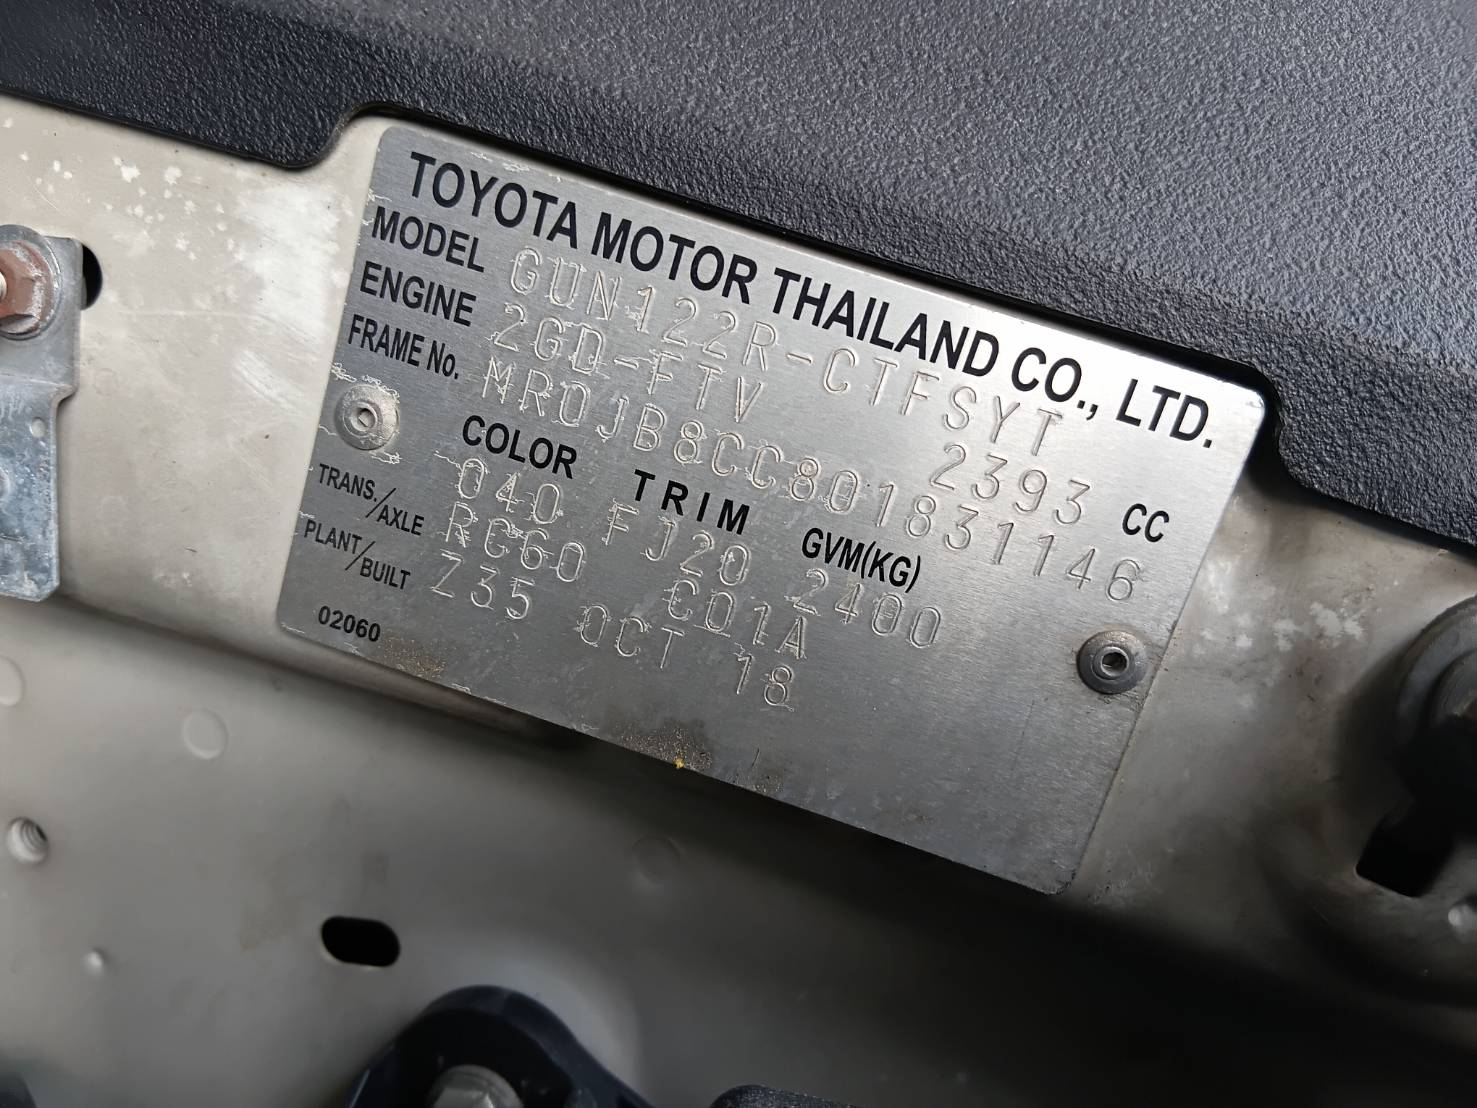 TOYOTA MOTOR THAILAND CO., LTD.
MODEL GUN122R-CTFSYT
ENGINE 2GD-FTV 2393 CC
FRAME No. MR0JB8CC801831146
COLOR TRIM GVM(KG)
040 FJ20 2400
TRANS./AXLE RC60 C01A
PLANT/BUILT Z35 OCT 18
02060